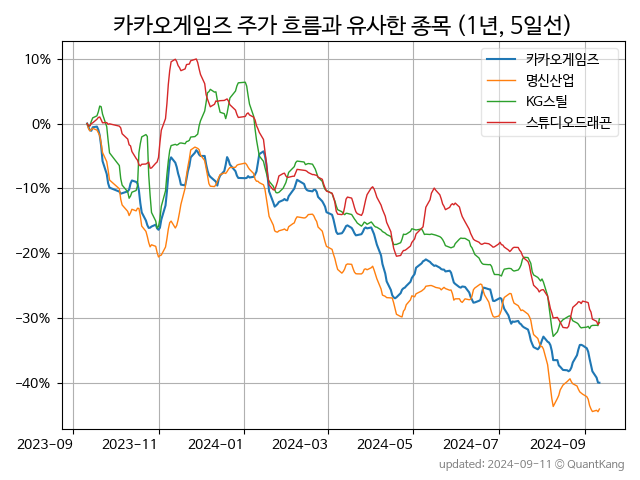 카카오게임즈 주가 흐름과 유사한 종목 (1년, 5일선)
카카오게임즈
명신산업
KG스틸
스튜디오드래곤
10%
0%
−10%
−20%
−30%
−40%
2023-09
2023-11
2024-01
2024-03
2024-05
2024-07
2024-09
updated: 2024-09-11 © QuantKang